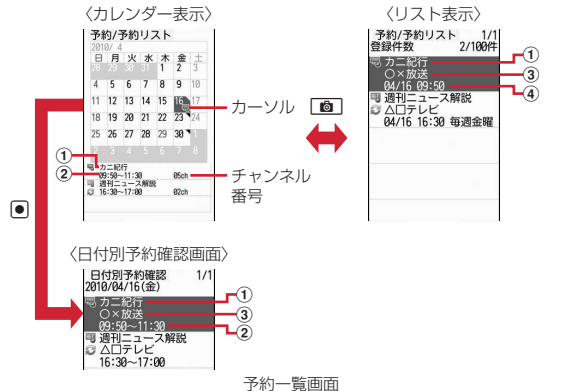 〈カレンダー表示〉
予約/予約リスト
2010/ 4
日 月 火 水 木 金 土
28 29 30 31 1 2 3
4 5 6 7 8 9 10
11 12 13 14 15 16 17
18 19 20 21 22 23 24
25 26 27 28 29 30 1
2 3 4 5 6 7 8
① カニ紀行
② 09:50~11:30 05ch
週刊ニュース解説
16:30~17:00 02ch
カーソル
チャンネル
番号
〈リスト表示〉
予約/予約リスト 1/1
登録件数 2/100件
カニ紀行 ①
○×放送 ③
04/16 09:50 ④
週刊ニュース解説
△□テレビ
04/16 16:30 毎週金曜
〈日付別予約確認画面〉
日付別予約確認 1/1
2010/04/16(金)
カニ紀行 ①
○×放送 ③
09:50~11:30 ②
週刊ニュース解説
△□テレビ
16:30~17:00
予約一覧画面